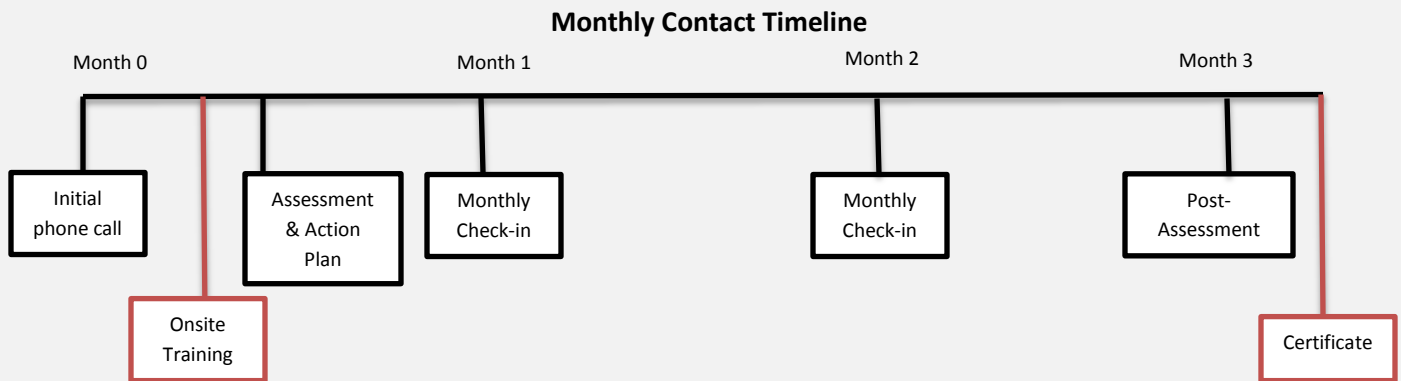 Monthly Contact Timeline
Month 0
Month 1
Month 2
Month 3
Initial
phone call
Assessment
& Action
Plan
Monthly
Check-in
Monthly
Check-in
Post-
Assessment
Onsite
Training
Certificate